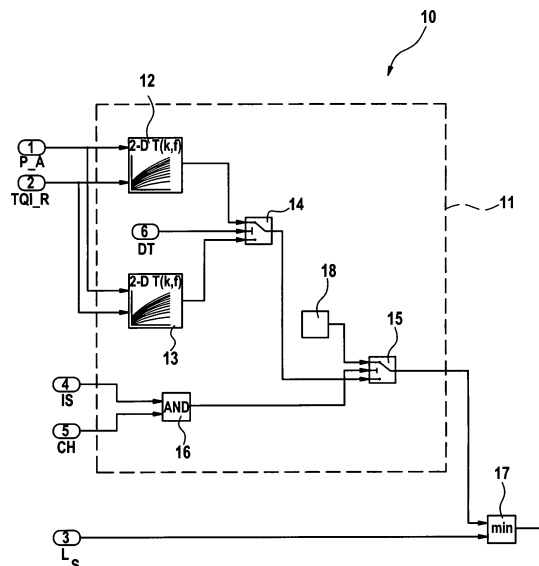 10
12
1
P_A
2-D T(k,f)
2
TQI_R
14
11
6
DT
2-D T(k,f)
13
18
15
4
IS
AND
5
CH
16
17
3
min
L_S